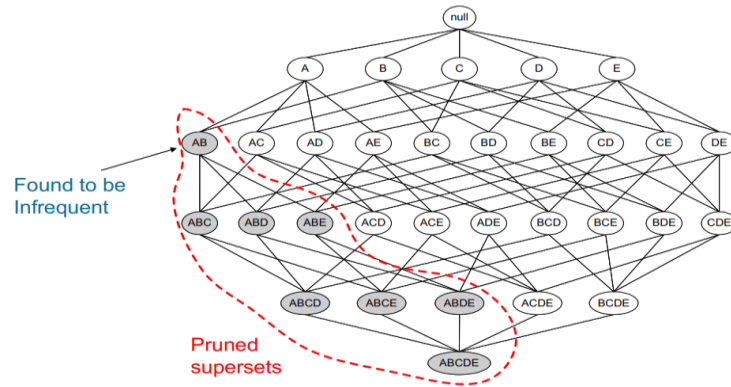 null
A B C D E
AB AC AD AE BC BD BE CD CE DE
Found to be
Infrequent
ABC ABD ABE ACD ACE ADE BCD BCE BDE CDE
ABCD ABCE ABDE ACDE BCDE
Pruned
supersets
ABCDE